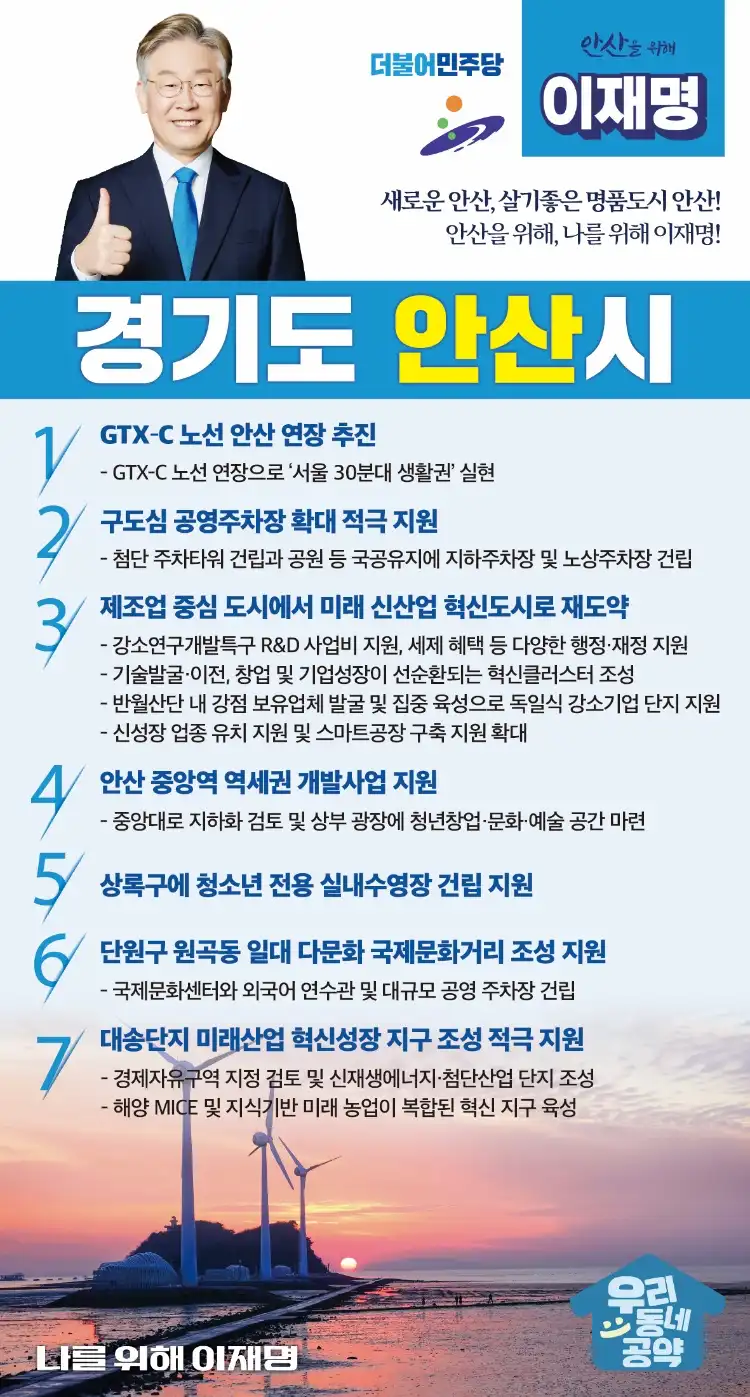 더불어민주당
안산을 위해
이재명
새로운 안산, 살기좋은 명품도시 안산!
안산을 위해, 나를 위해 이재명!
경기도 안산시
1 GTX-C 노선 안산 연장 추진
- GTX-C 노선 연장으로 ‘서울 30분대 생활권’ 실현
2 구도심 공영주차장 확대 적극 지원
- 첨단 주차타워 건립과 공원 등 국공유지에 지하주차장 및 노상주차장 건립
3 제조업 중심 도시에서 미래 신산업 혁신도시로 재도약
- 강소연구개발특구 R&D 사업비 지원, 세제 혜택 등 다양한 행정·재정 지원
- 기술발굴·이전, 창업 및 기업성장이 선순환되는 혁신클러스터 조성
- 반월산단 내 강점 보유업체 발굴 및 집중 육성으로 독일식 강소기업 단지 지원
- 신성장 업종 유치 지원 및 스마트공장 구축 지원 확대
4 안산 중앙역 역세권 개발사업 지원
- 중앙대로 지하화 검토 및 상부 광장에 청년창업·문화·예술 공간 마련
5 상록구에 청소년 전용 실내수영장 건립 지원
6 단원구 원곡동 일대 다문화 국제문화거리 조성 지원
- 국제문화센터와 외국어 연수관 및 대규모 공영 주차장 건립
7 대송단지 미래산업 혁신성장 지구 조성 적극 지원
- 경제자유구역 지정 검토 및 신재생에너지·첨단산업 단지 조성
- 해양 MICE 및 지식기반 미래 농업이 복합된 혁신 지구 육성
나를 위해 이재명
우리
동네
공약